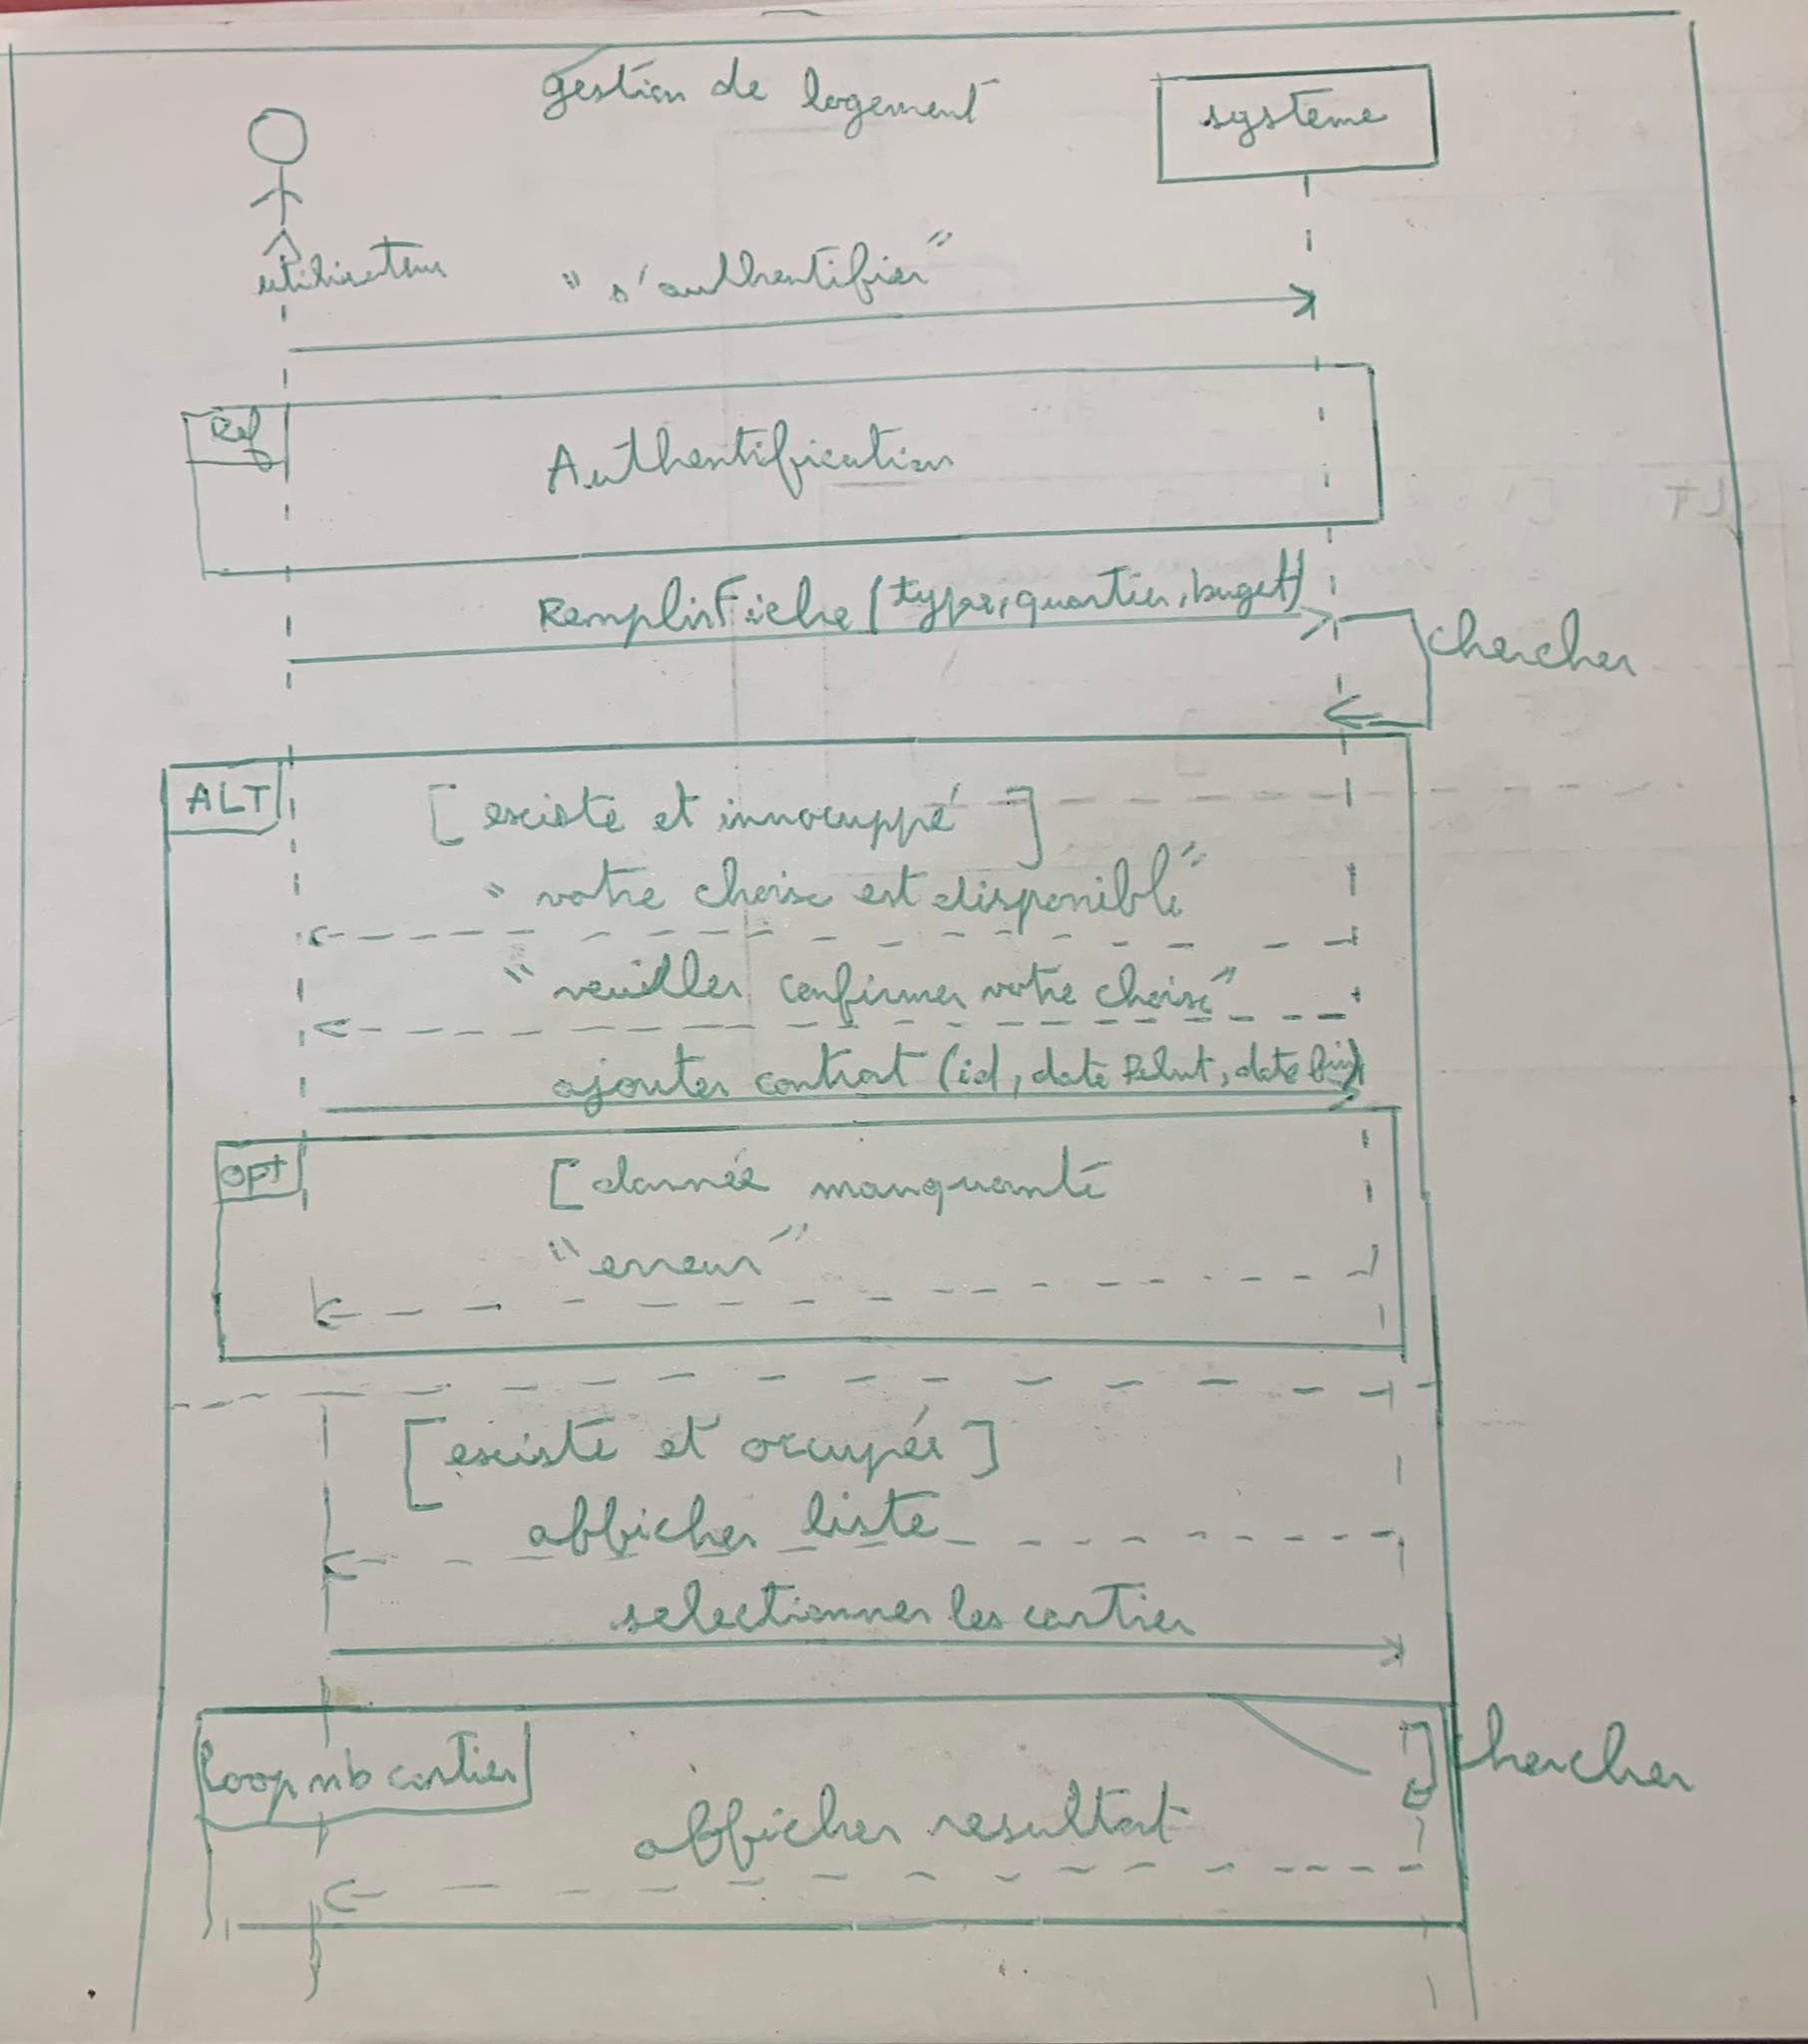 gestion de logement
système
utilisateur
" s'authentifier "
Ref
Authentification
RemplirFiche (type, quartier, buget)
chercher
ALT
[ existe et innocuppé ]
" votre choix est disponible "
" veuiller confirmer votre choix "
ajouter contrat (id, date Debut, date fin)
OPT
[ donnée manquante
" erreur "
[ existe et occupée ]
afficher liste
selectionner les cartier
Loop nb cartier
chercher
afficher resultat